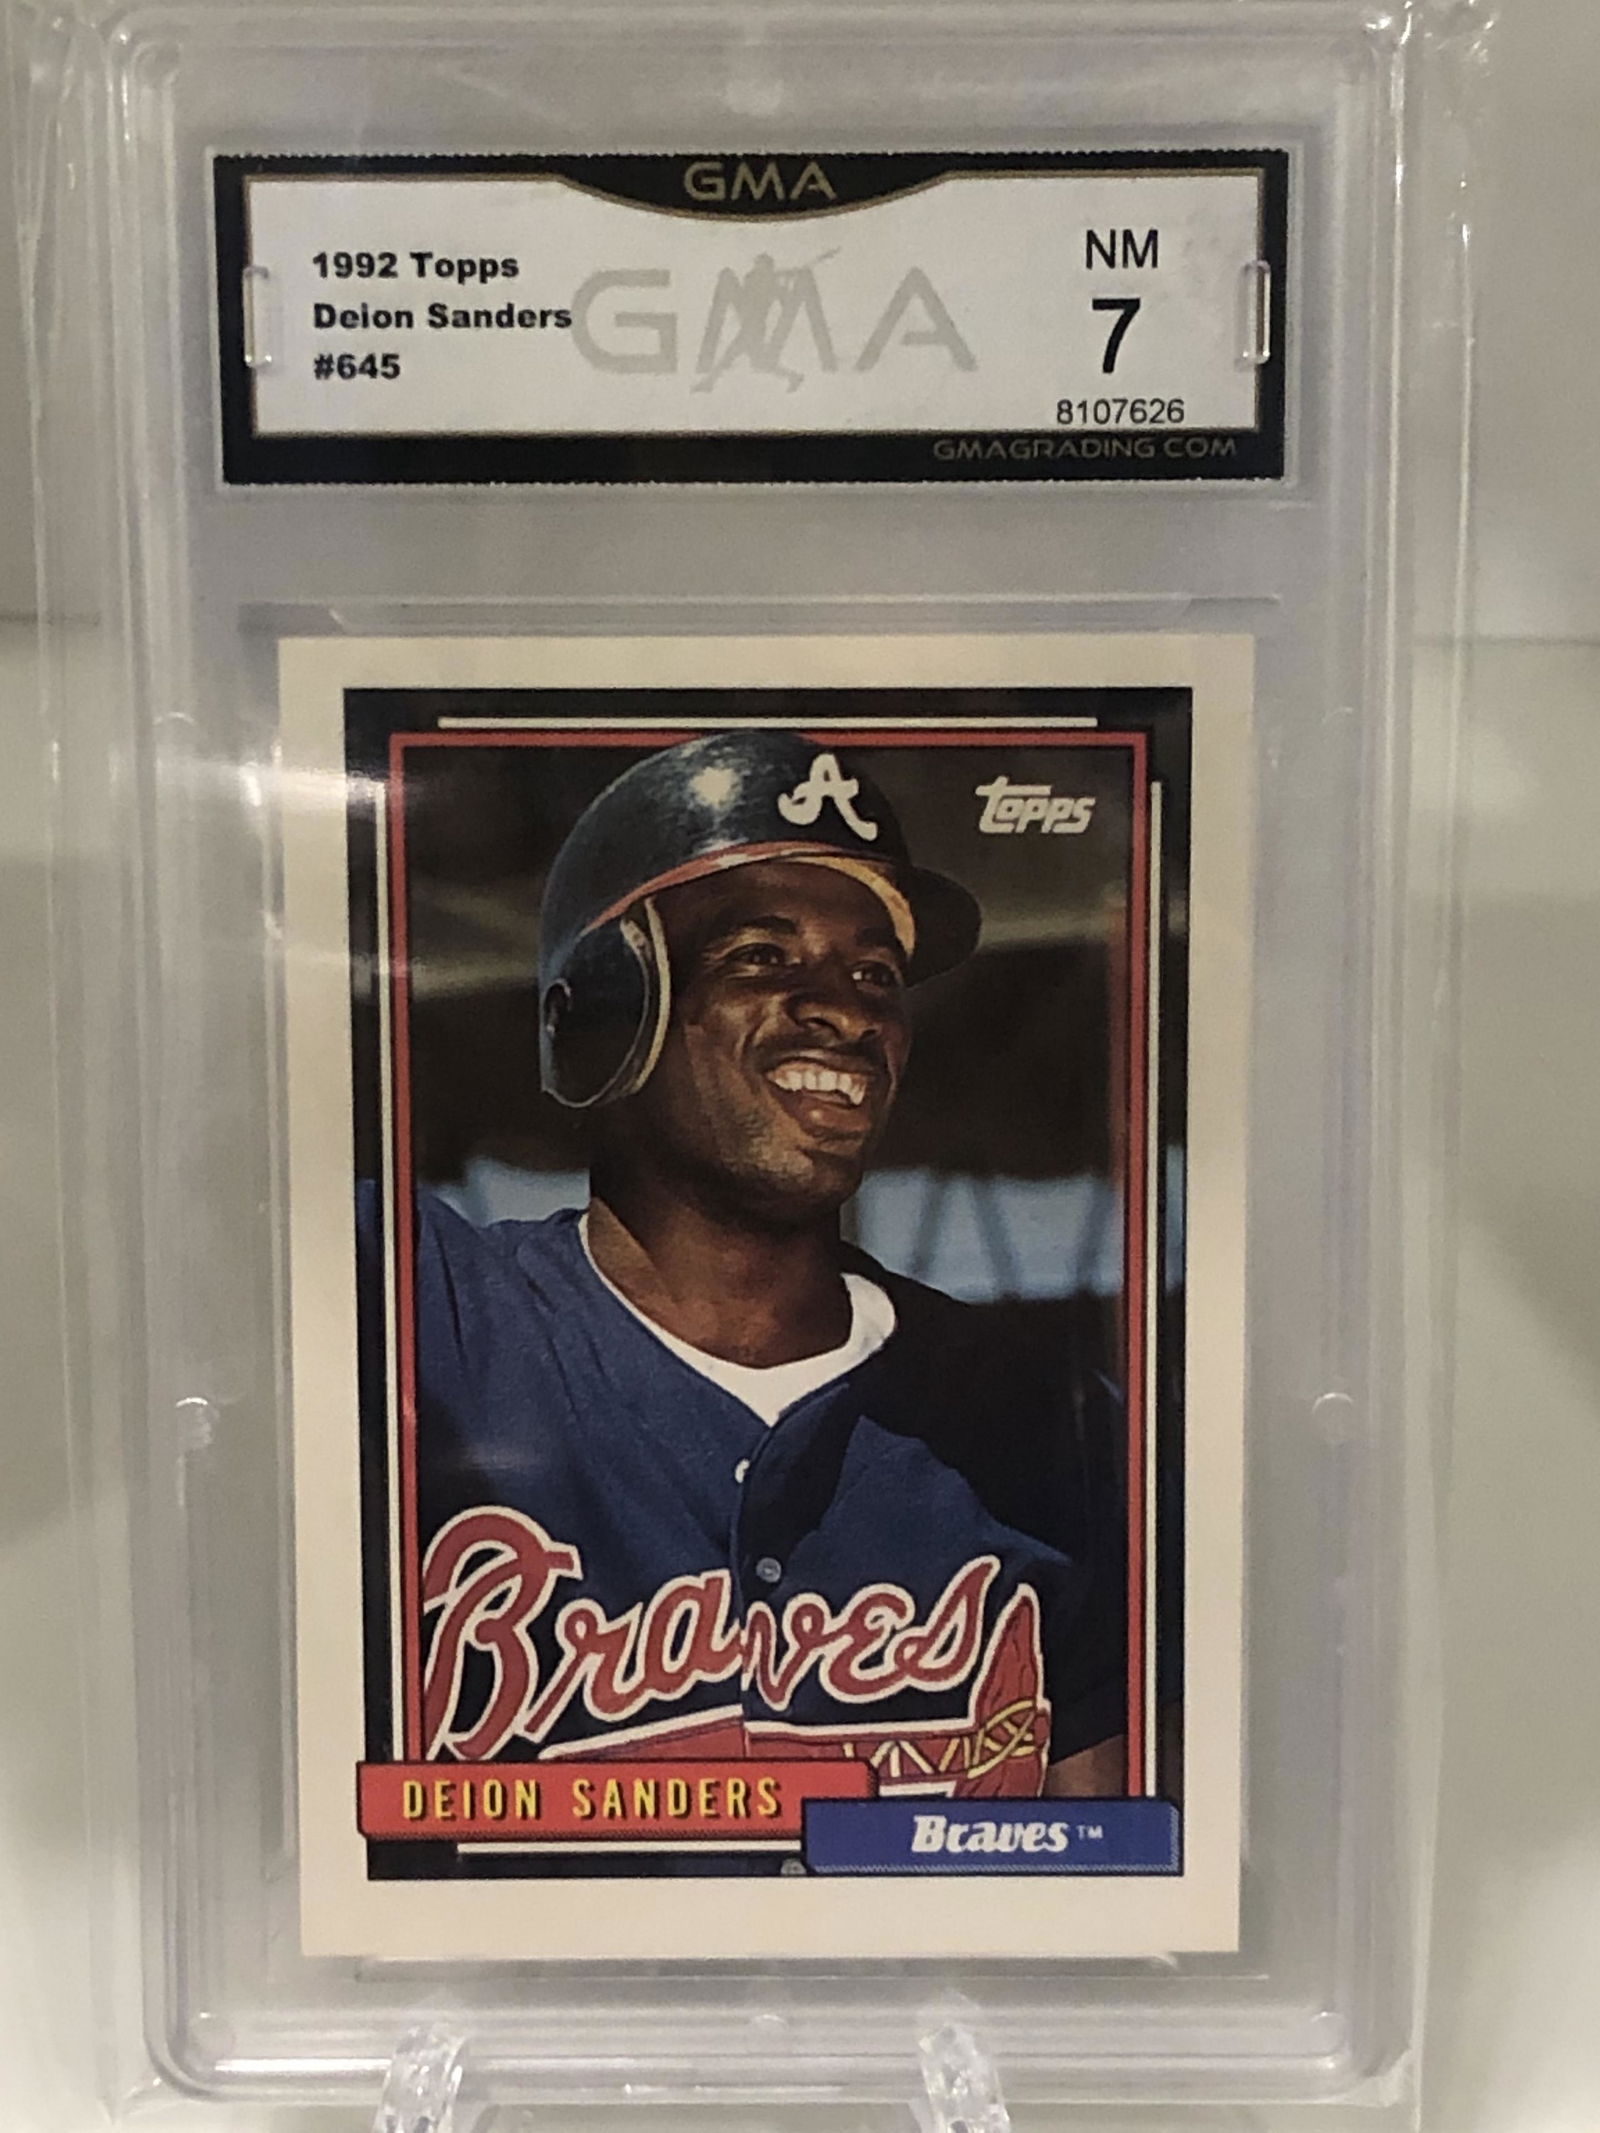 GMA
1992 Topps
Deion Sanders
#645
GMA
NM
7
8107626
GMAGRADING.COM
A
topps
Braves
DEION SANDERS
Braves™